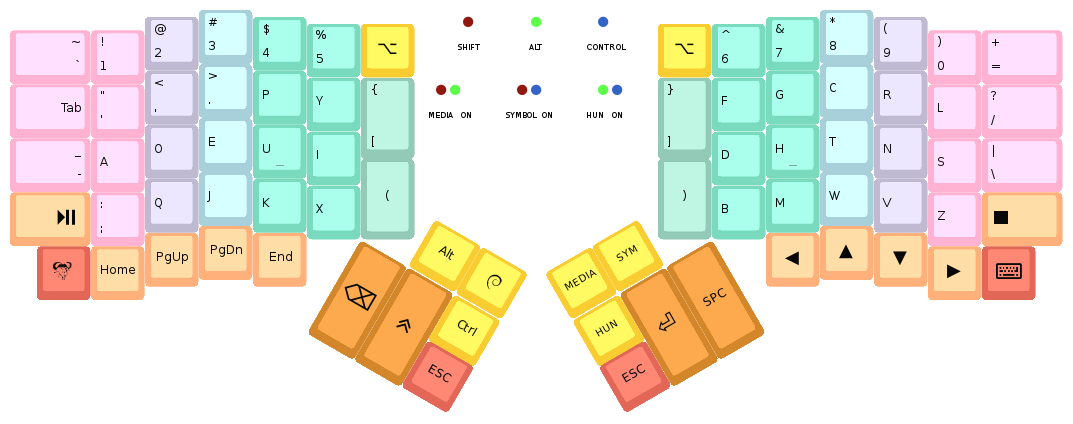 ~ ! @ # $ % ⌥ SHIFT ALT CONTROL ⌥ ^ & * ( ) +
` 1 2 3 4 5 6 7 8 9 0 =
Tab " < > P Y { MEDIA ON SYMBOL ON HUN ON } F G C R L ?
' , . [ ] /
_ A O E U _ I ( ) D H _ T N S |
- \
: Q J K X B M W V Z
;
Home PgUp PgDn End ◀ ▲ ▼ ▶
Alt Ctrl ESC
MEDIA SYM HUN ESC SPC